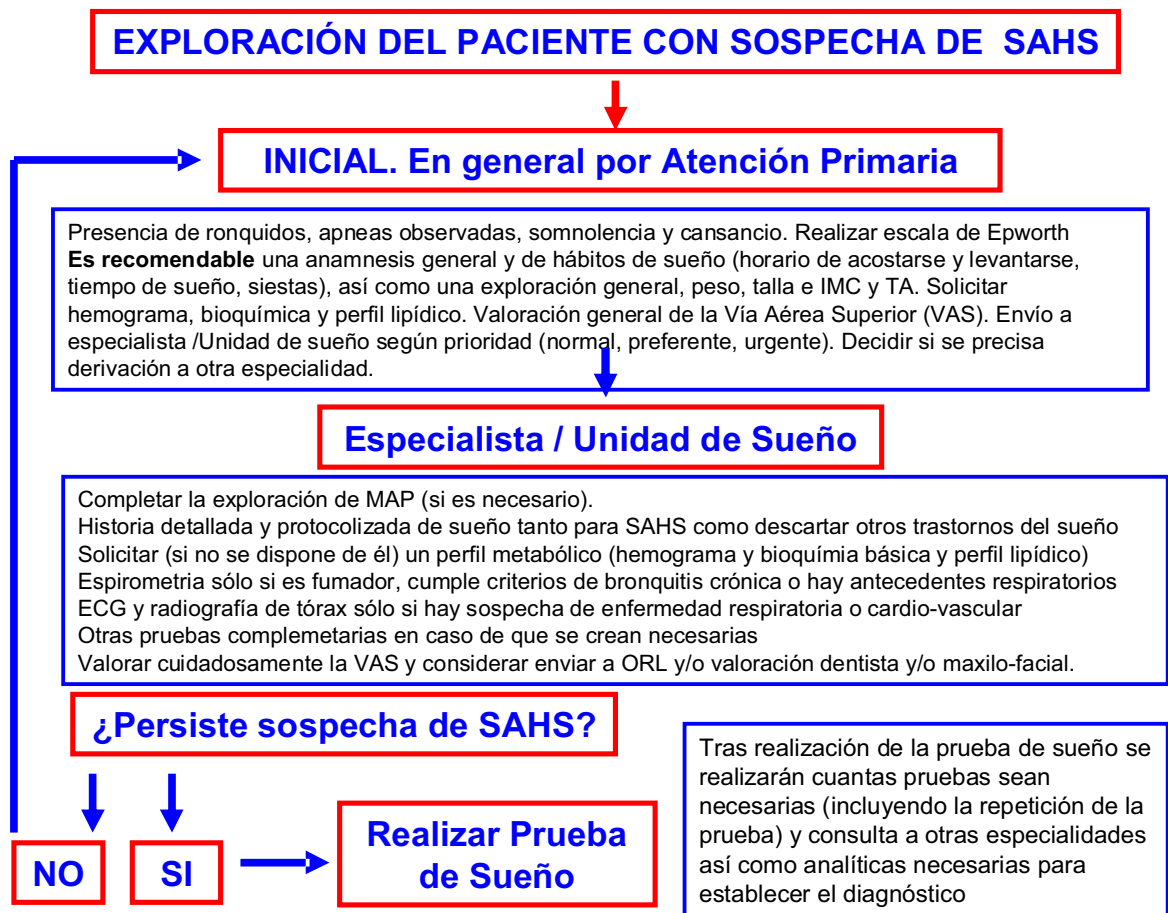 EXPLORACIÓN DEL PACIENTE CON SOSPECHA DE SAHS
INICIAL. En general por Atención Primaria
Presencia de ronquidos, apneas observadas, somnolencia y cansancio. Realizar escala de Epworth
Es recomendable una anamnesis general y de hábitos de sueño (horario de acostarse y levantarse,
tiempo de sueño, siestas), así como una exploración general, peso, talla e IMC y TA. Solicitar
hemograma, bioquímica y perfil lipídico. Valoración general de la Vía Aérea Superior (VAS). Envío a
especialista /Unidad de sueño según prioridad (normal, preferente, urgente). Decidir si se precisa
derivación a otra especialidad.
Especialista / Unidad de Sueño
Completar la exploración de MAP (si es necesario).
Historia detallada y protocolizada de sueño tanto para SAHS como descartar otros trastornos del sueño
Solicitar (si no se dispone de él) un perfil metabólico (hemograma y bioquímia básica y perfil lipídico)
Espirometria sólo si es fumador, cumple criterios de bronquitis crónica o hay antecedentes respiratorios
ECG y radiografía de tórax sólo si hay sospecha de enfermedad respiratoria o cardio-vascular
Otras pruebas complemetarias en caso de que se crean necesarias
Valorar cuidadosamente la VAS y considerar enviar a ORL y/o valoración dentista y/o maxilo-facial.
¿Persiste sospecha de SAHS?
NO
SI
Realizar Prueba
de Sueño
Tras realización de la prueba de sueño se
realizarán cuantas pruebas sean
necesarias (incluyendo la repetición de la
prueba) y consulta a otras especialidades
así como analíticas necesarias para
establecer el diagnóstico